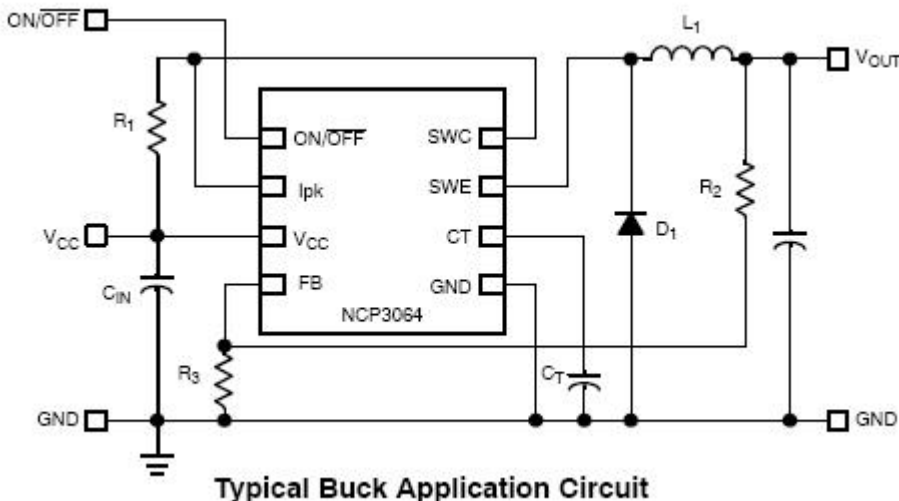 ON/OFF
L1
VOUT
R1
ON/OFF
SWC
Ipk
SWE
R2
VCC
VCC
CT
D1
CIN
FB
GND
NCP3064
R3
CT
GND
GND
Typical Buck Application Circuit